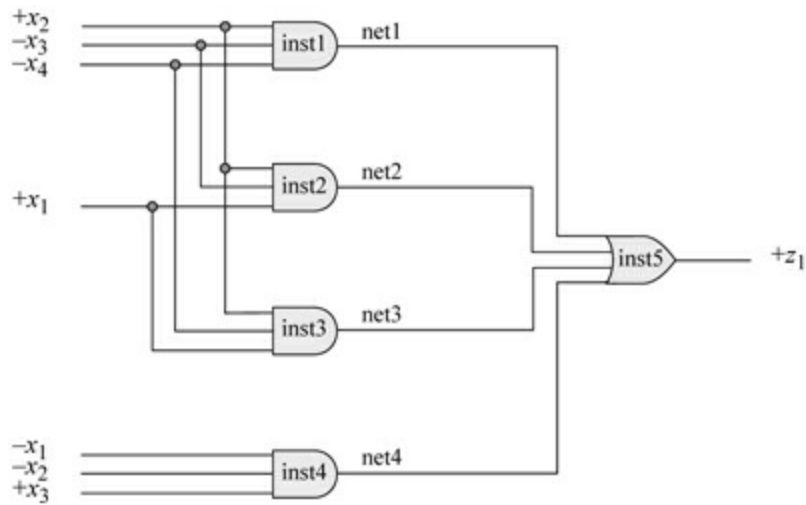 +x2
−x3
−x4
inst1
net1
inst2
net2
+x1
inst5
+z1
inst3
net3
−x1
−x2
+x3
inst4
net4